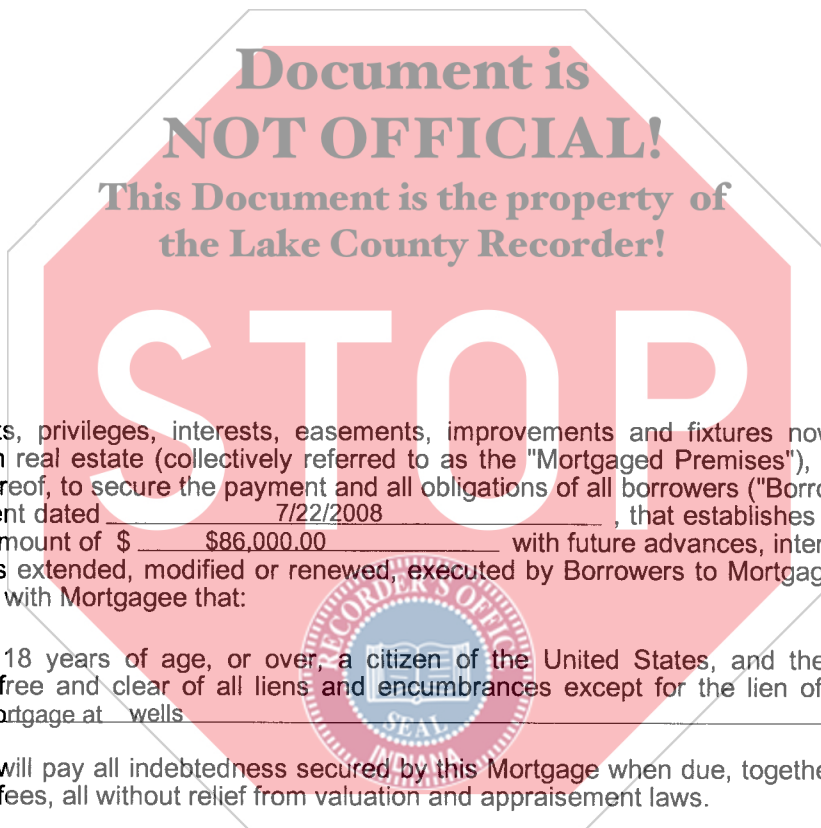 Document is
NOT OFFICIAL!
This Document is the property of
the Lake County Recorder!
STOP
ts, privileges, interests, easements, improvements and fixtures now
real estate (collectively referred to as the "Mortgaged Premises"),
reof, to secure the payment and all obligations of all borrowers ("Borro
ent dated 7/22/2008 , that establishes
mount of $ $86,000.00 with future advances, inter
s extended, modified or renewed, executed by Borrowers to Mortgag
with Mortgagee that:
18 years of age, or over, a citizen of the United States, and the
free and clear of all liens and encumbrances except for the lien of
ortgage at wells
will pay all indebtedness secured by this Mortgage when due, togethe
fees, all without relief from valuation and appraisement laws.
RECORDER'S OFFICE
SEAL
INDIANA